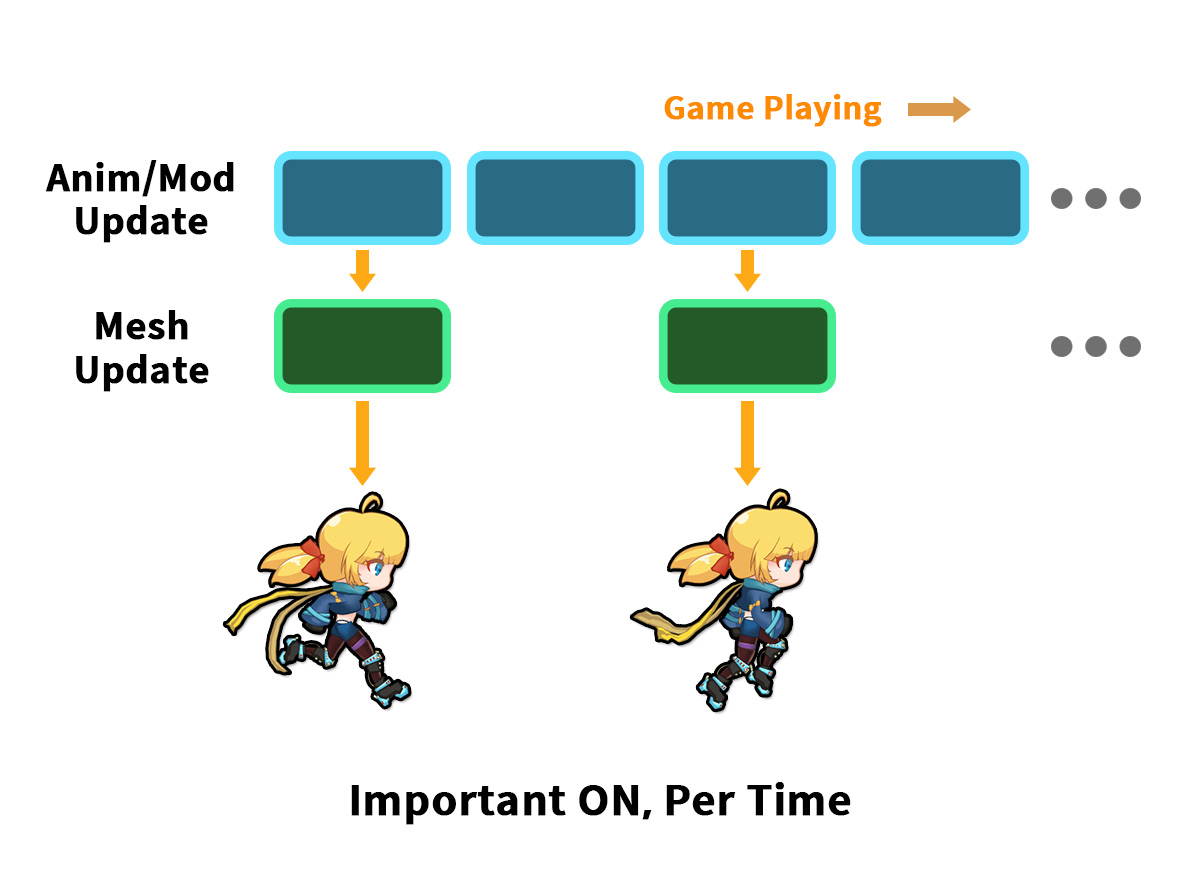 Game Playing
Anim/Mod
Update
Mesh
Update
Important ON, Per Time